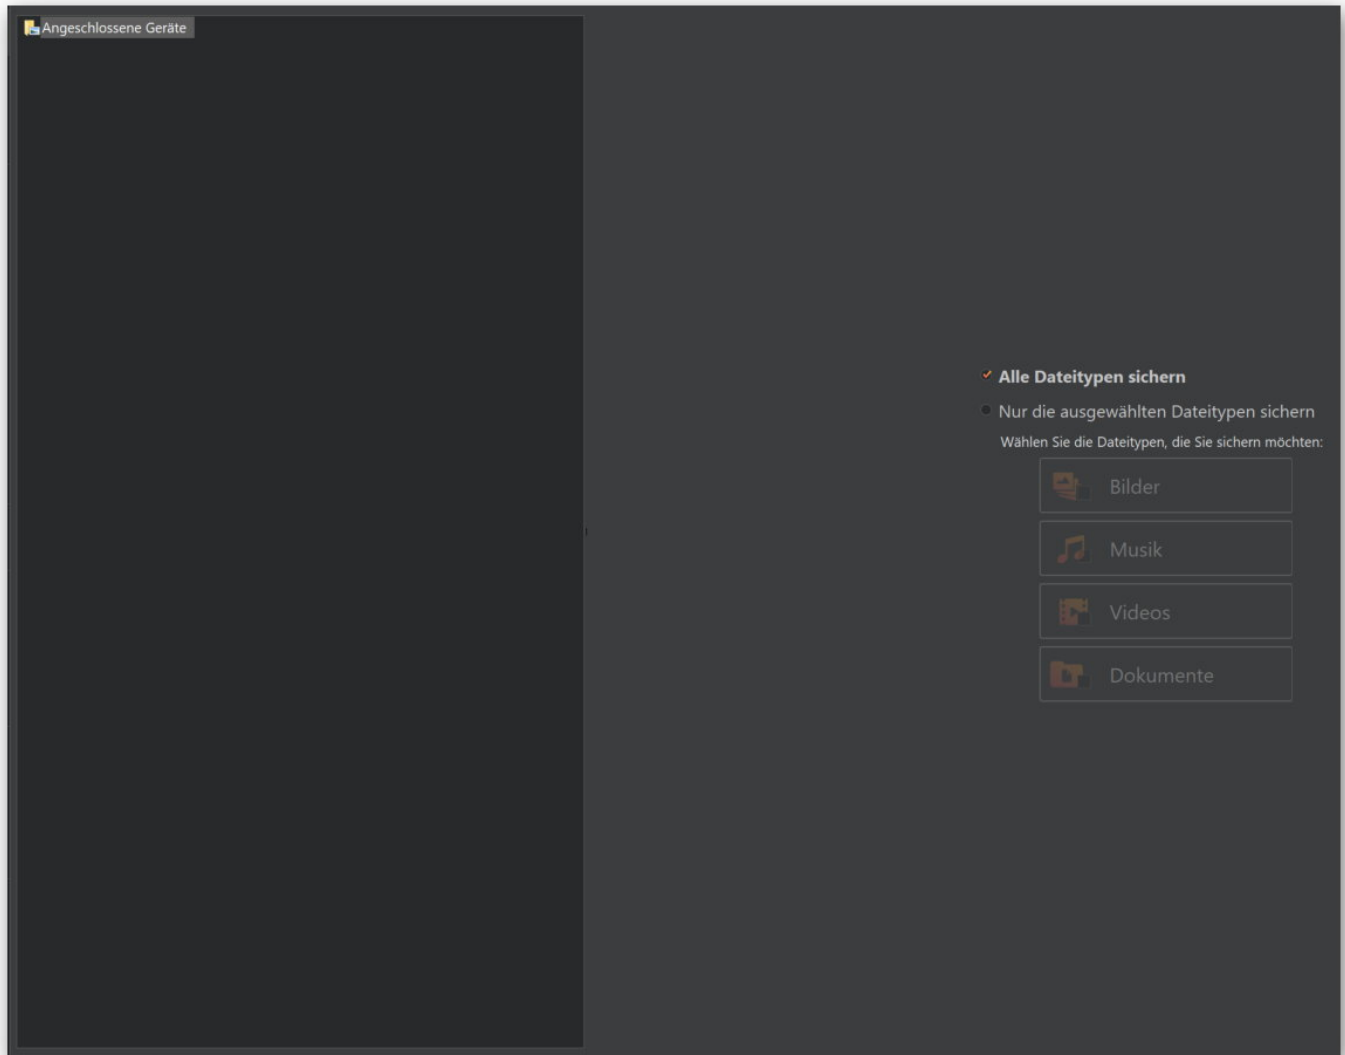 Angeschlossene Geräte
Alle Dateitypen sichern
Nur die ausgewählten Dateitypen sichern
Wählen Sie die Dateitypen, die Sie sichern möchten:
Bilder
Musik
Videos
Dokumente